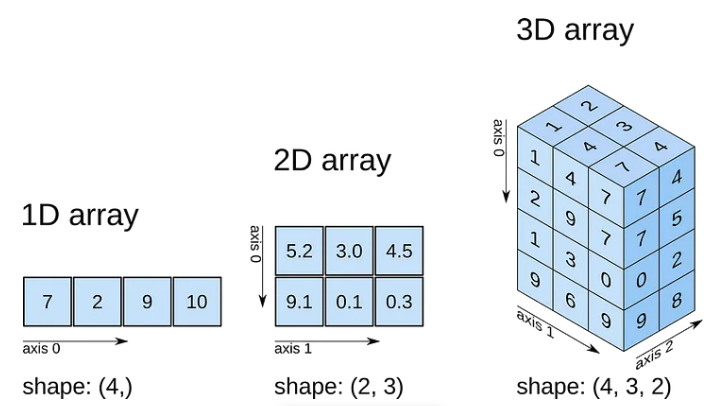 3D array
2D array
1D array
7 2 9 10
axis 0
shape: (4,)
axis 0
5.2 3.0 4.5
9.1 0.1 0.3
axis 1
shape: (2, 3)
axis 0
1 2
4 3
7 4
1 4 7 7 4
2 9 7 7 5
1 3 0 0 2
9 6 9 9 8
axis 1
axis 2
shape: (4, 3, 2)